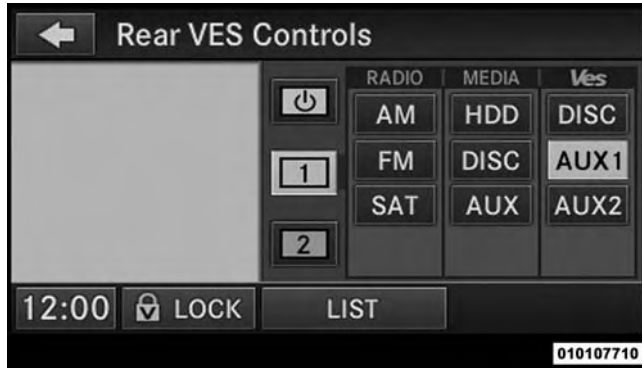 Rear VES Controls
RADIO MEDIA Ves
AM HDD DISC
1 FM DISC AUX1
SAT AUX AUX2
2
12:00 LOCK LIST
010107710